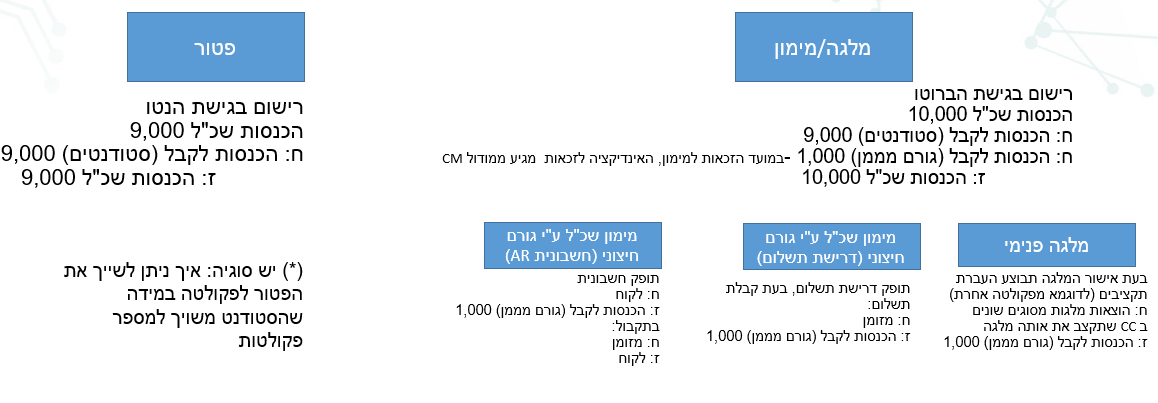 מלגה/מימון
רישום בגישת הברוטו
הכנסות שכ"ל 10,000
ח: הכנסות לקבל (סטודנטים) 9,000
ח: הכנסות לקבל (גורם מממן) 1,000 -במועד הזכאות למימון, האינדיקציה לזכאות מגיע ממודול CM
ז: הכנסות שכ"ל 10,000
פטור
רישום בגישת הנטו
הכנסות שכ"ל 9,000
ח: הכנסות לקבל (סטודנטים) 9,000
ז: הכנסות שכ"ל 9,000
(*) יש סוגיה: איך ניתן לשייך את
הפטור לפקולטה במידה
שהסטודנט משויך למספר
פקולטות
מלגה פנימי
בעת אישור המלגה תבוצע העברת
תקציבים (לדוגמא מפקולטה אחרת)
ח: הוצאות מלגות מסוגים שונים
ב CC שתקצב את אותה מלגה
ז: הכנסות לקבל (גורם מממן) 1,000
מימון שכ"ל ע"י גורם
חיצוני (דרישת תשלום)
תופק דרישת תשלום, בעת קבלת
תשלום:
ח: מזומן
ז: הכנסות לקבל (גורם מממן) 1,000
מימון שכ"ל ע"י גורם
חיצוני (חשבונית AR)
תופק חשבונית
ח: לקוח
ז: הכנסות לקבל (גורם מממן) 1,000
בתקבול:
ח: מזומן
ז: לקוח